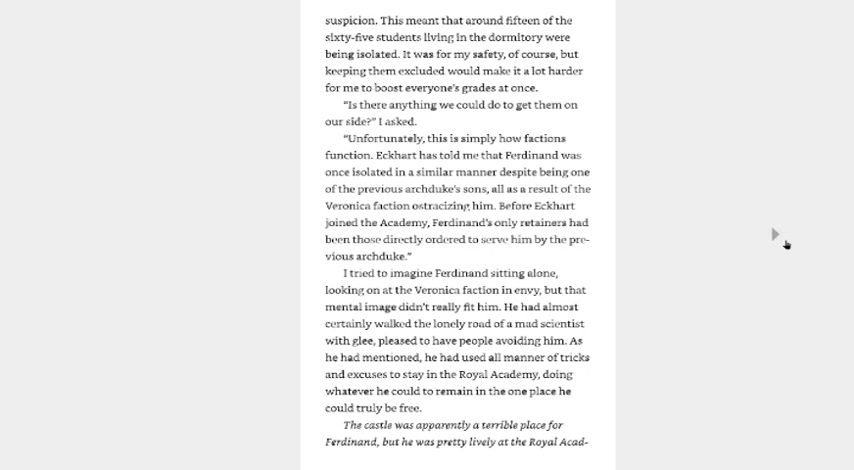 suspicion. This meant that around fifteen of the
sixty-five students living in the dormitory were
being isolated. It was for my safety, of course, but
keeping them excluded would make it a lot harder
for me to boost everyone's grades at once.
“Is there anything we could do to get them on
our side?” I asked.
“Unfortunately, this is simply how factions
function. Eckhart has told me that Ferdinand was
once isolated in a similar manner despite being one
of the previous archduke's sons, all as a result of the
Veronica faction ostracizing him. Before Eckhart
joined the Academy, Ferdinand's only retainers had
been those directly ordered to serve him by the pre-
vious archduke.”
I tried to imagine Ferdinand sitting alone,
looking on at the Veronica faction in envy, but that
mental image didn't really fit him. He had almost
certainly walked the lonely road of a mad scientist
with glee, pleased to have people avoiding him. As
he had mentioned, he had used all manner of tricks
and excuses to stay in the Royal Academy, doing
whatever he could to remain in the one place he
could truly be free.
The castle was apparently a terrible place for
Ferdinand, but he was pretty lively at the Royal Acad-